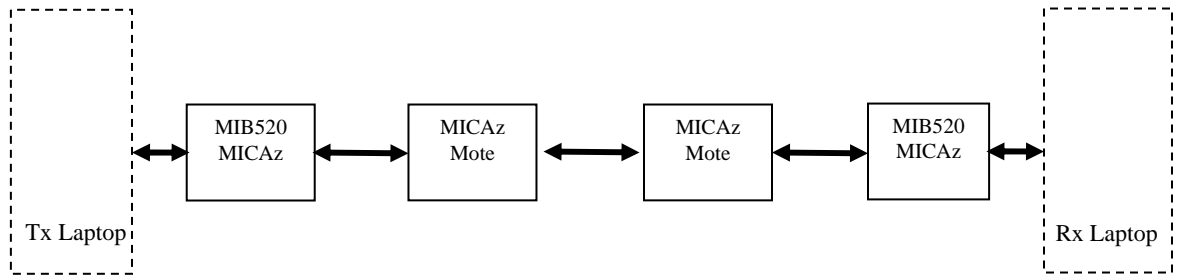 MIB520
MICAz
MICAz
Mote
MICAz
Mote
MIB520
MICAz
Tx Laptop
Rx Laptop